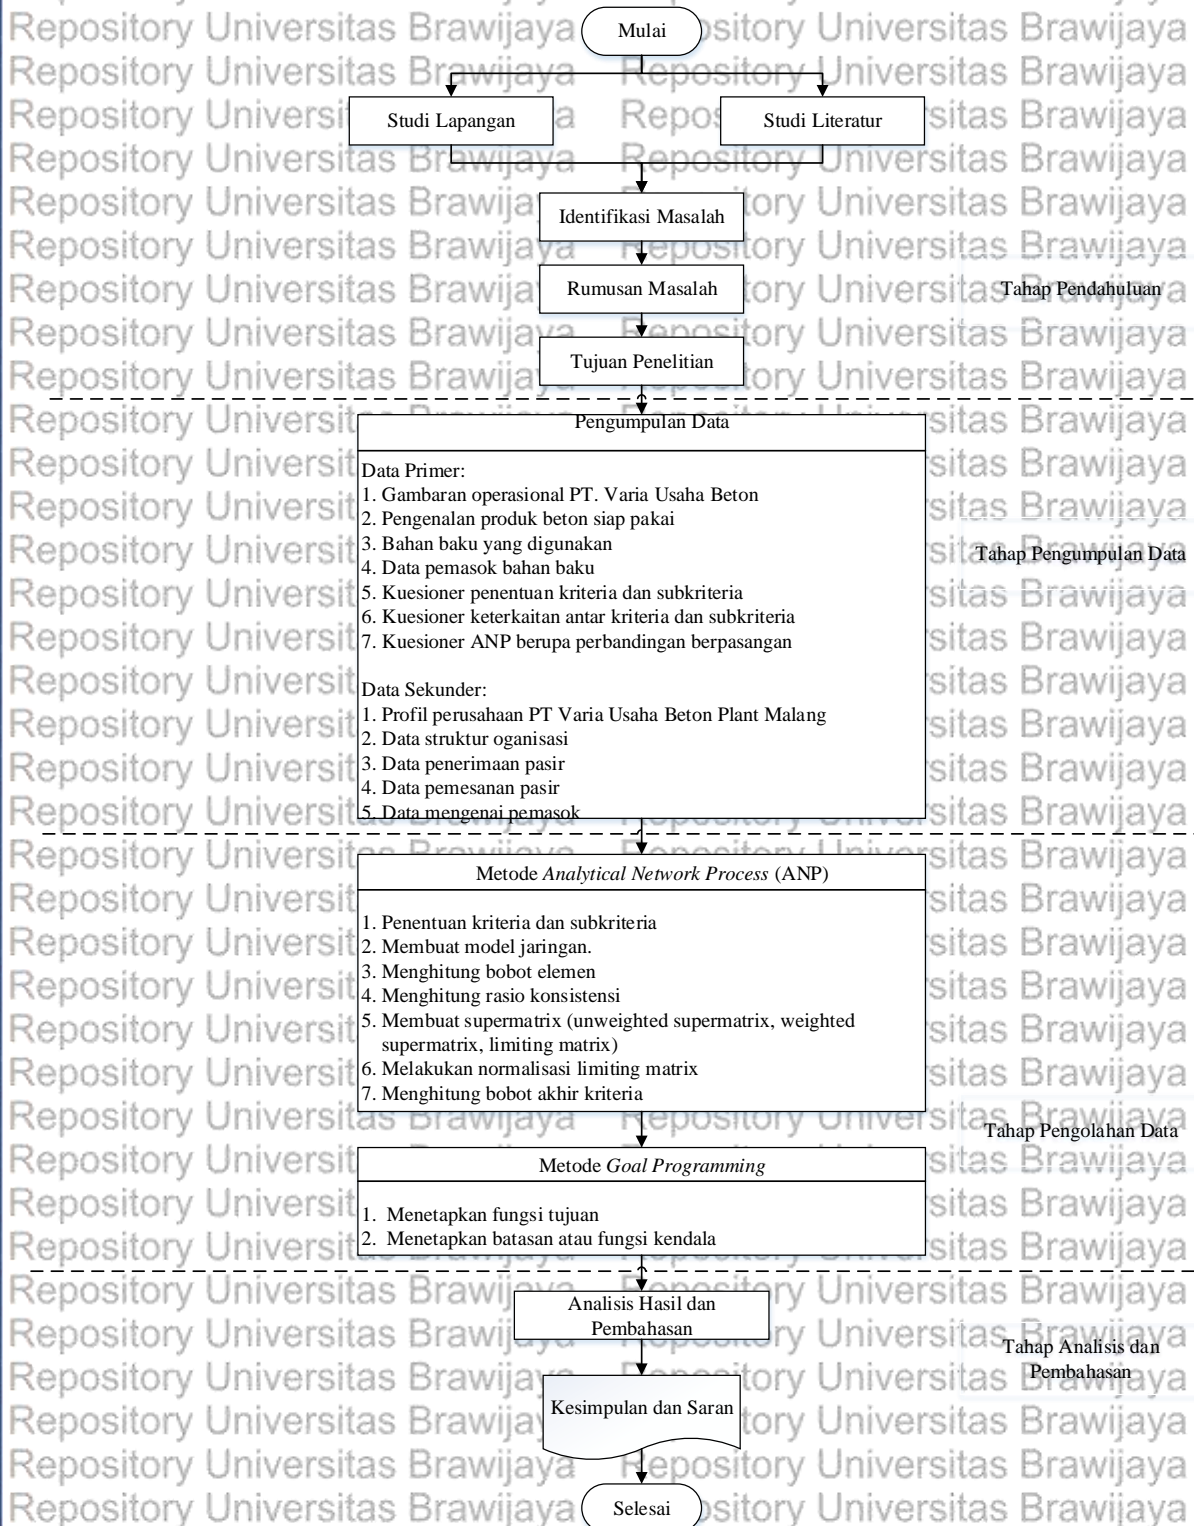 Mulai
Studi Lapangan
Studi Literatur
Identifikasi Masalah
Rumusan Masalah
Tahap Pendahuluan
Tujuan Penelitian
Pengumpulan Data
Data Primer:
1. Gambaran operasional PT. Varia Usaha Beton
2. Pengenalan produk beton siap pakai
3. Bahan baku yang digunakan
4. Data pemasok bahan baku
5. Kuesioner penentuan kriteria dan subkriteria
6. Kuesioner keterkaitan antar kriteria dan subkriteria
7. Kuesioner ANP berupa perbandingan berpasangan
Tahap Pengumpulan Data
Data Sekunder:
1. Profil perusahaan PT Varia Usaha Beton Plant Malang
2. Data struktur oganisasi
3. Data penerimaan pasir
4. Data pemesanan pasir
5. Data mengenai pemasok
Metode Analytical Network Process (ANP)
1. Penentuan kriteria dan subkriteria
2. Membuat model jaringan.
3. Menghitung bobot elemen
4. Menghitung rasio konsistensi
5. Membuat supermatrix (unweighted supermatrix, weighted
supermatrix, limiting matrix)
6. Melakukan normalisasi limiting matrix
7. Menghitung bobot akhir kriteria
Tahap Pengolahan Data
Metode Goal Programming
1. Menetapkan fungsi tujuan
2. Menetapkan batasan atau fungsi kendala
Analisis Hasil dan
Pembahasan
Tahap Analisis dan
Pembahasan
Kesimpulan dan Saran
Selesai
Repository Universitas Brawijaya